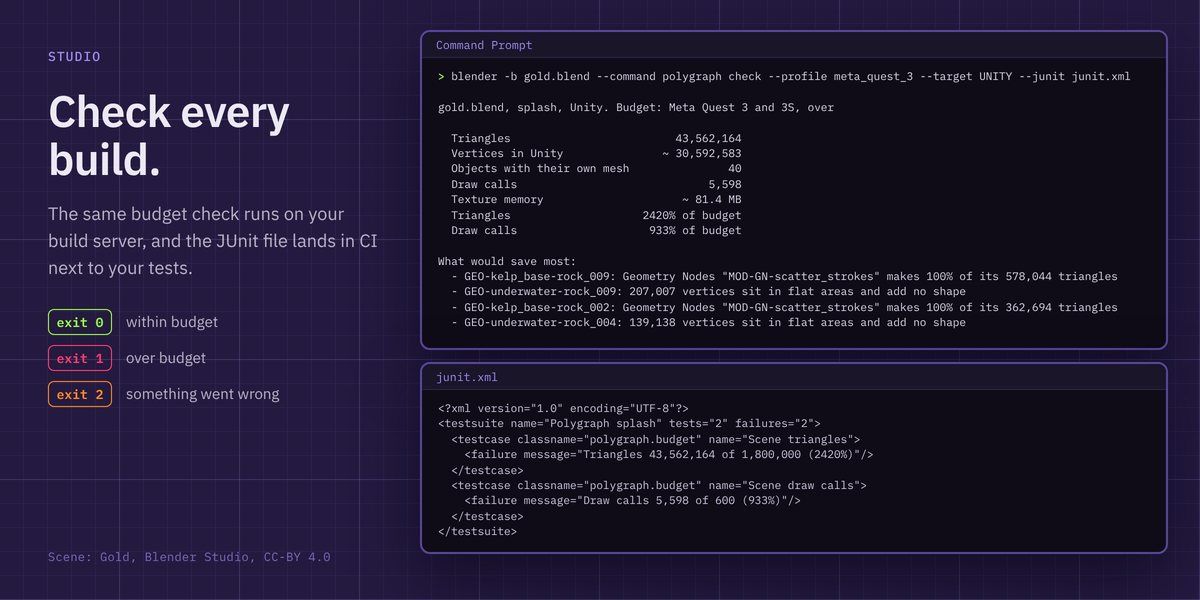 STUDIO
Check every
build.
The same budget check runs on your
build server, and the JUnit file lands in CI
next to your tests.
exit 0 within budget
exit 1 over budget
exit 2 something went wrong
Scene: Gold, Blender Studio, CC-BY 4.0
Command Prompt
> blender -b gold.blend --command polygraph check --profile meta_quest_3 --target UNITY --junit junit.xml
gold.blend, splash, Unity. Budget: Meta Quest 3 and 3S, over
Triangles 43,562,164
Vertices in Unity ~ 30,592,583
Objects with their own mesh 40
Draw calls 5,598
Texture memory ~ 81.4 MB
Triangles 2420% of budget
Draw calls 933% of budget
What would save most:
- GEO-kelp_base-rock_009: Geometry Nodes "MOD-GN-scatter_strokes" makes 100% of its 578,044 triangles
- GEO-underwater-rock_009: 207,007 vertices sit in flat areas and add no shape
- GEO-kelp_base-rock_002: Geometry Nodes "MOD-GN-scatter_strokes" makes 100% of its 362,694 triangles
- GEO-underwater-rock_004: 139,138 vertices sit in flat areas and add no shape
junit.xml
<?xml version="1.0" encoding="UTF-8"?>
<testsuite name="Polygraph splash" tests="2" failures="2">
<testcase classname="polygraph.budget" name="Scene triangles">
<failure message="Triangles 43,562,164 of 1,800,000 (2420%)"/>
</testcase>
<testcase classname="polygraph.budget" name="Scene draw calls">
<failure message="Draw calls 5,598 of 600 (933%)"/>
</testcase>
</testsuite>